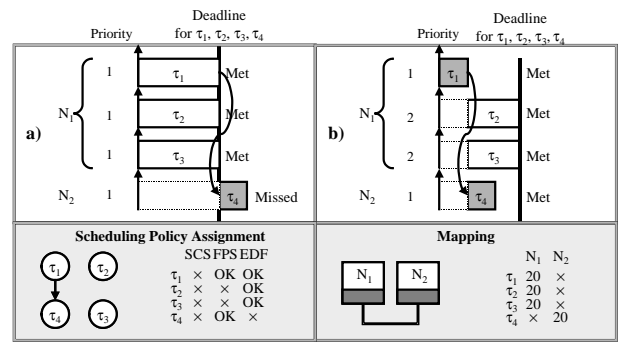 Deadline
Priority for τ1, τ2, τ3, τ4
1 τ1 Met
N1 1 τ2 Met
a)
1 τ3 Met
N2 1 τ4 Missed
Deadline
Priority for τ1, τ2, τ3, τ4
1 τ1 Met
N1 2 τ2 Met
b)
2 τ3 Met
N2 1 τ4 Met
Scheduling Policy Assignment
SCS FPS EDF
τ1 τ2
τ4 τ3
τ1 × OK OK
τ2 × × OK
τ3 × × OK
τ4 × OK ×
Mapping
N1 N2
N1 N2
τ1 20 ×
τ2 20 ×
τ3 20 ×
τ4 × 20